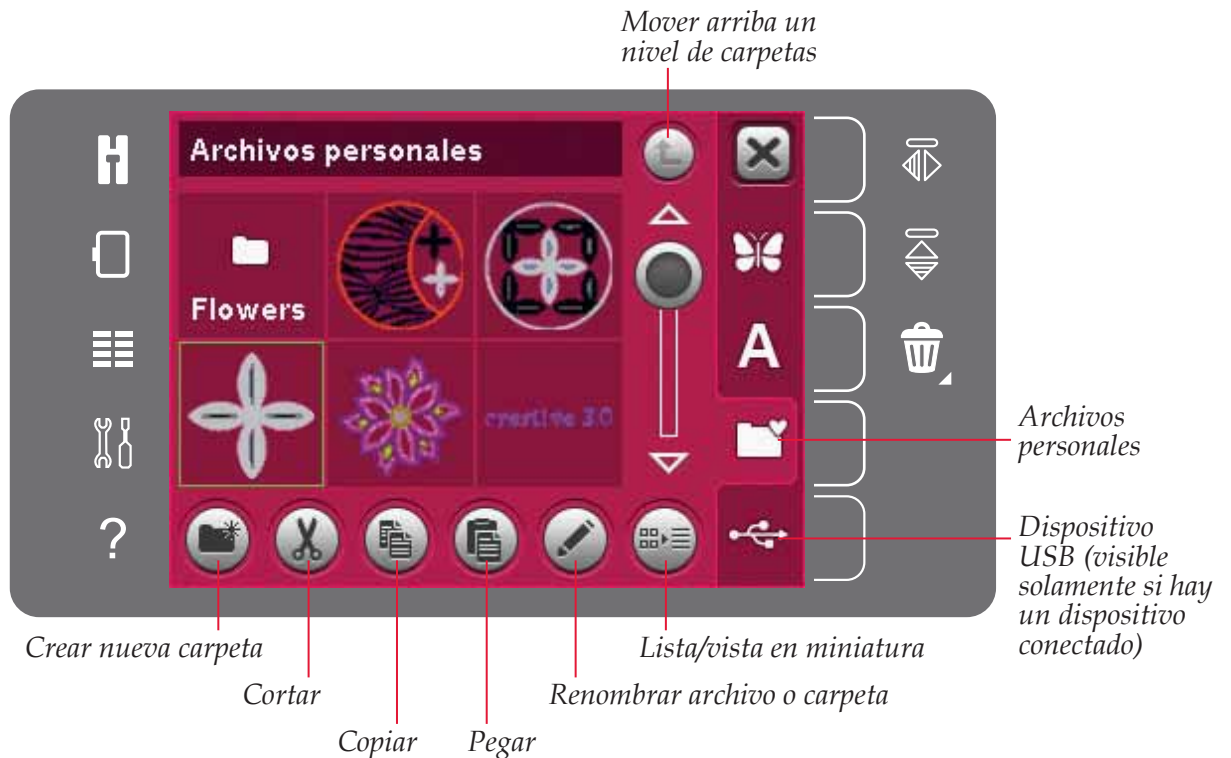 Mover arriba un
nivel de carpetas
Archivos personales
Flowers
A
creative 3.0
?
Archivos
personales
Dispositivo
USB (visible
solamente si hay
un dispositivo
conectado)
Crear nueva carpeta
Lista/vista en miniatura
Cortar
Renombrar archivo o carpeta
Copiar
Pegar